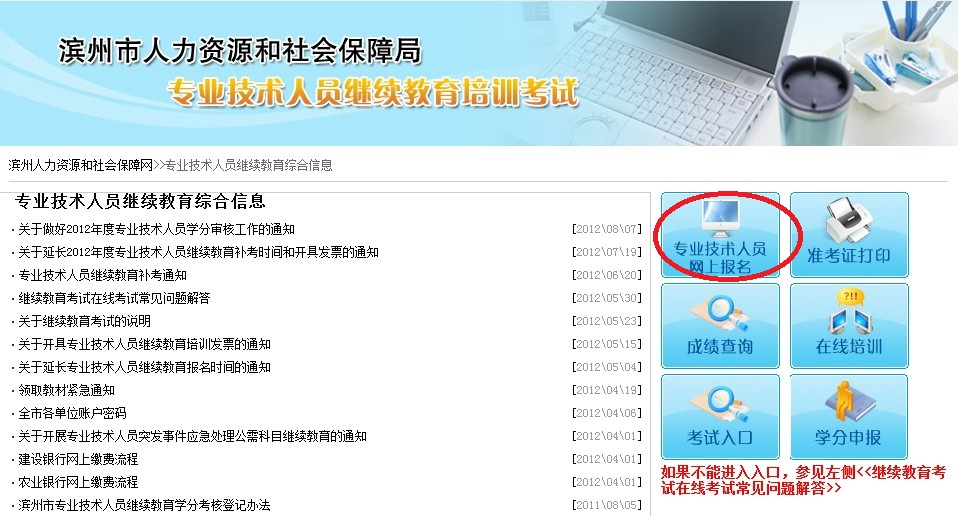 滨州市人力资源和社会保障局
专业技术人员继续教育培训考试
滨州人力资源和社会保障网>>专业技术人员继续教育综合信息
专业技术人员继续教育综合信息
· 关于做好2012年度专业技术人员学分审核工作的通知 [2012\08\07]
· 关于延长2012年度专业技术人员继续教育补考时间和开具发票的通知 [2012\07\19]
· 专业技术人员继续教育补考通知 [2012\06\20]
· 继续教育考试在线考试常见问题解答 [2012\05\30]
· 关于继续教育考试的说明 [2012\05\23]
· 关于开具专业技术人员继续教育培训发票的通知 [2012\05\15]
· 关于延长专业技术人员继续教育报名时间的通知 [2012\05\04]
· 领取教材紧急通知 [2012\04\19]
· 全市各单位账户密码 [2012\04\06]
· 关于开展专业技术人员突发事件应急处理公需科目继续教育的通知 [2012\04\01]
· 建设银行网上缴费流程 [2012\04\01]
· 农业银行网上缴费流程 [2012\04\01]
· 滨州市专业技术人员继续教育学分考核登记办法 [2011\08\05]
专业技术人员
网上报名
准考证打印
成绩查询
?!!
在线培训
考试入口
学分申报
如果不能进入入口，参见左侧<<继续教育考
试在线考试常见问题解答>>